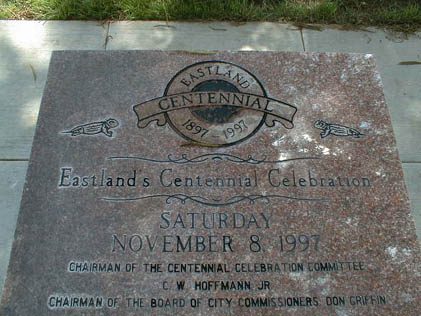 EASTLAND
CENTENNIAL
1897 1997
Eastland's Centennial Celebration
SATURDAY
NOVEMBER 8, 1997
CHAIRMAN OF THE CENTENNIAL CELEBRATION COMMITTEE
C. W. HOFFMANN, JR
CHAIRMAN OF THE BOARD OF CITY COMMISSIONERS DON GRIFFIN